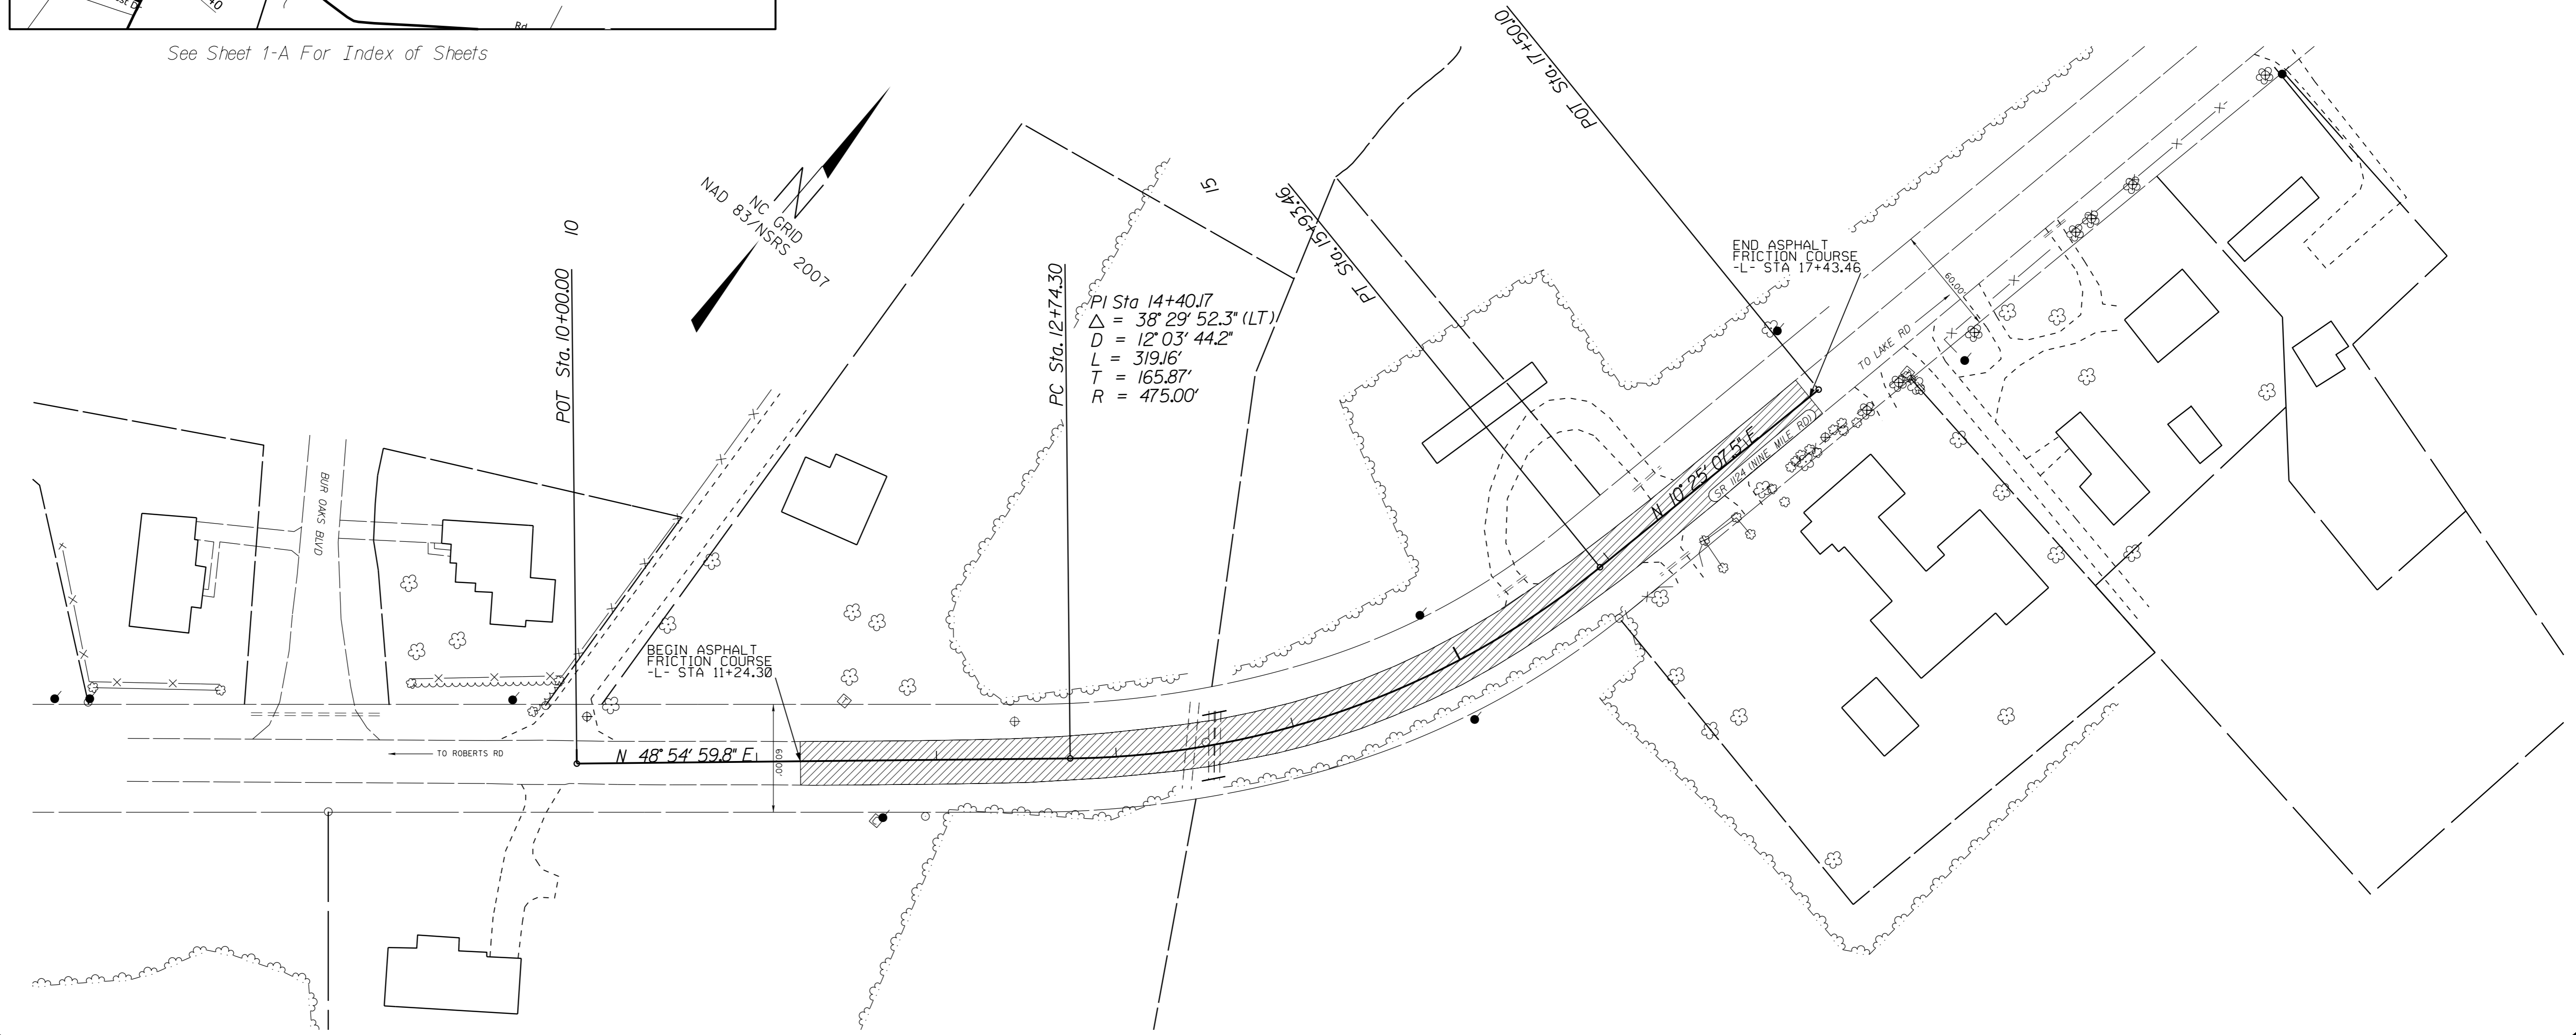 Rd
See Sheet 1-A For Index of Sheets
NC GRID
NAD 83/NSRS 2007
10
POT Sta. 10+00.00
PC Sta. 12+74.30
15
PI Sta 14+40.17
Δ = 38° 29' 52.3" (LT)
D = 12° 03' 44.2"
L = 319.16'
T = 165.87'
R = 475.00'
PT Sta. 15+93.46
POT Sta. 17+50.10
END ASPHALT
FRICTION COURSE
-L- STA 17+43.46
60.00'
TO LAKE RD
N 10° 25' 07.5" E
SR 1124 (NINE MILE RD)
BUR OAKS BLVD
BEGIN ASPHALT
FRICTION COURSE
-L- STA 11+24.30
TO ROBERTS RD
N 48° 54' 59.8" E
60.00'